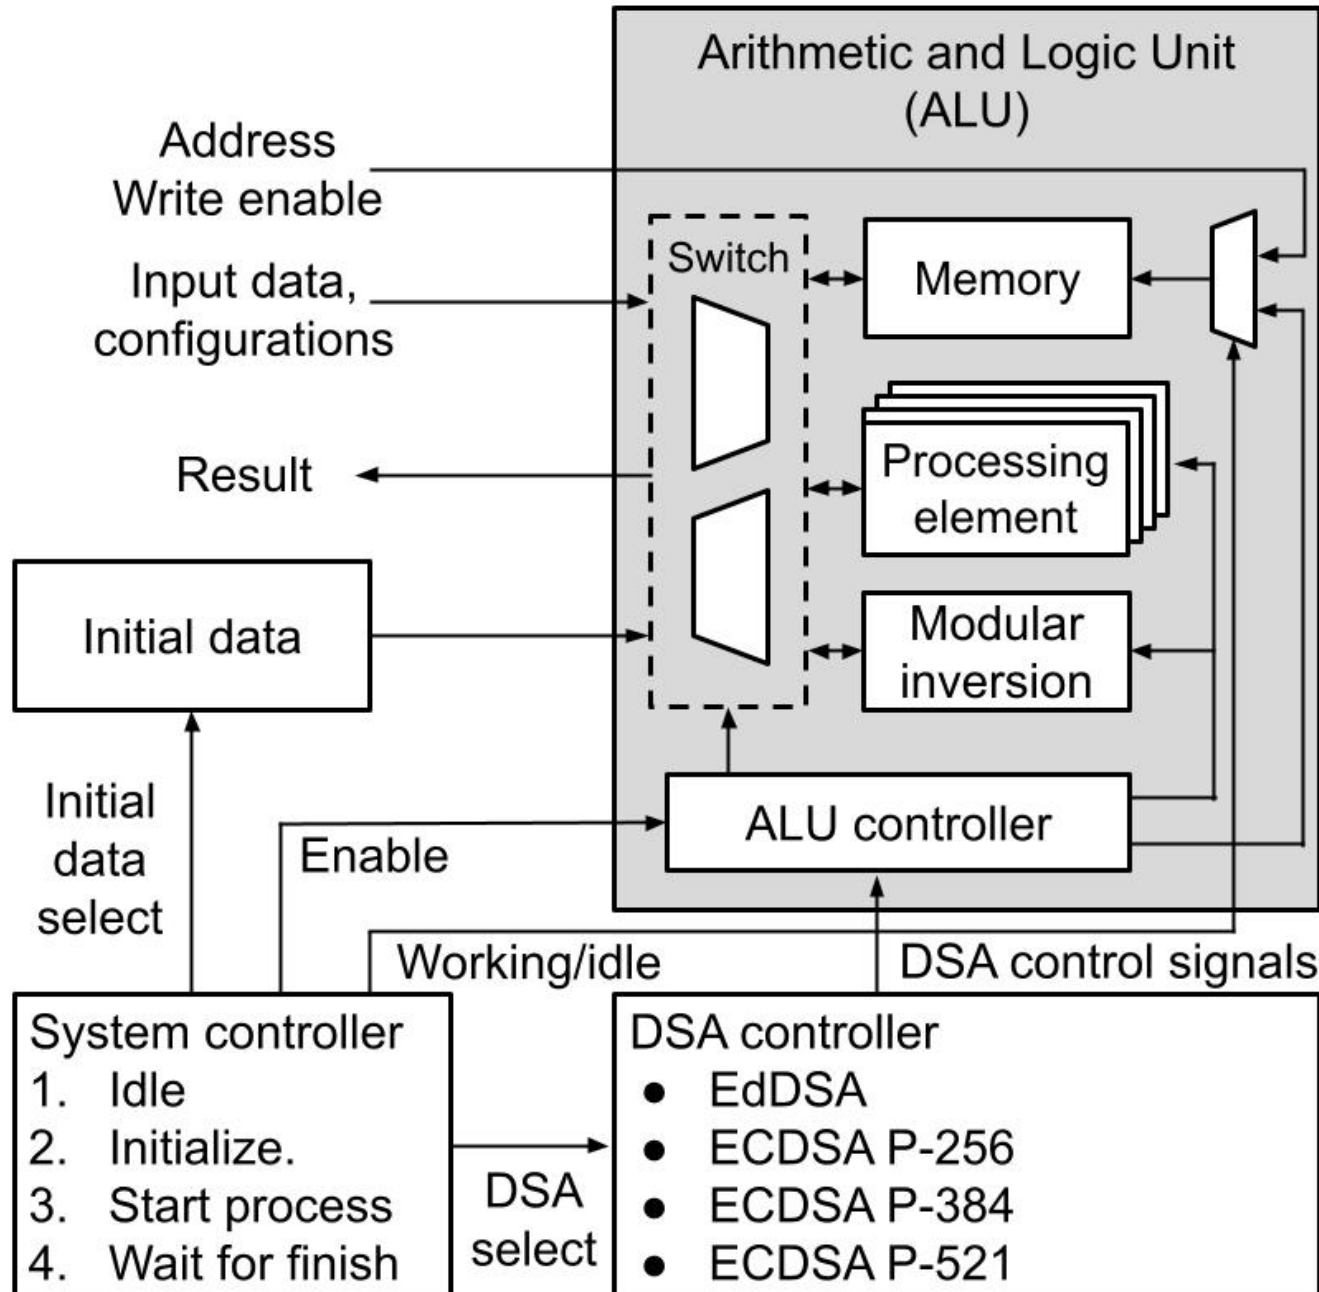 Arithmetic and Logic Unit
(ALU)
Address
Write enable
Input data,
configurations
Switch
Memory
Result
Processing
element
Initial data
Modular
inversion
Initial
data
select
Enable
ALU controller
Working/idle
DSA control signals
System controller
1. Idle
2. Initialize.
3. Start process
4. Wait for finish
DSA
select
DSA controller
● EdDSA
● ECDSA P-256
● ECDSA P-384
● ECDSA P-521